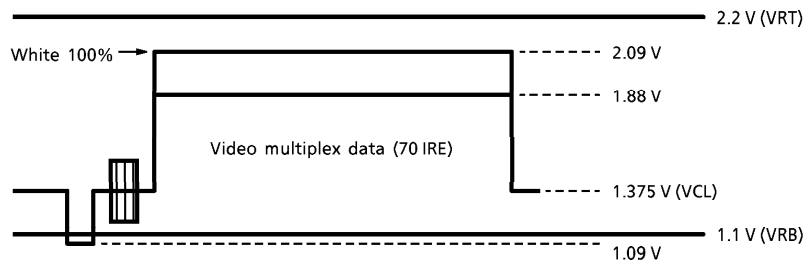 2.2 V (VRT)
White 100%
2.09 V
1.88 V
Video multiplex data (70 IRE)
1.375 V (VCL)
1.1 V (VRB)
1.09 V